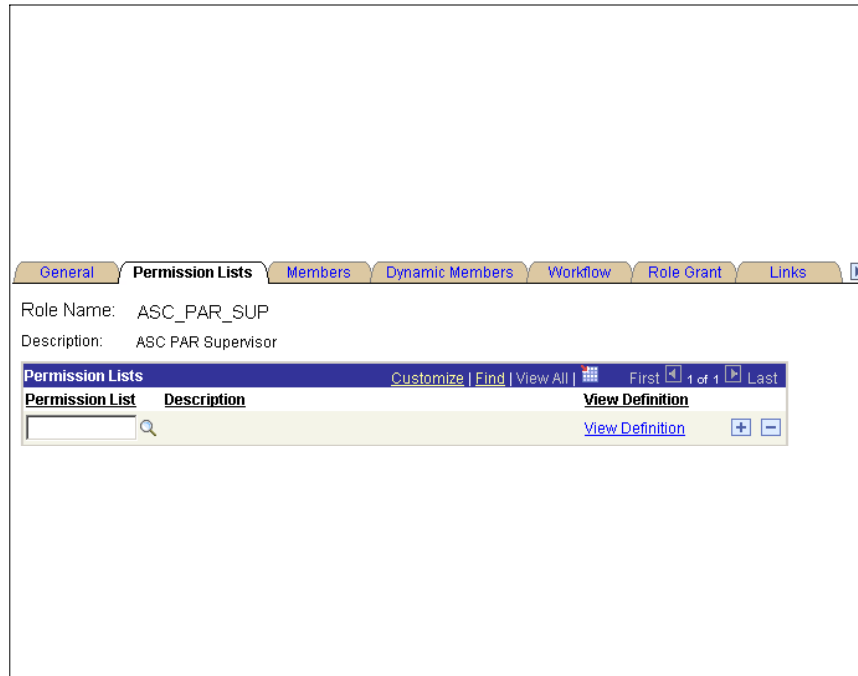 General Permission Lists Members Dynamic Members Workflow Role Grant Links
Role Name: ASC_PAR_SUP
Description: ASC PAR Supervisor
Permission Lists Customize | Find | View All | First 1 of 1 Last
Permission List Description View Definition
View Definition